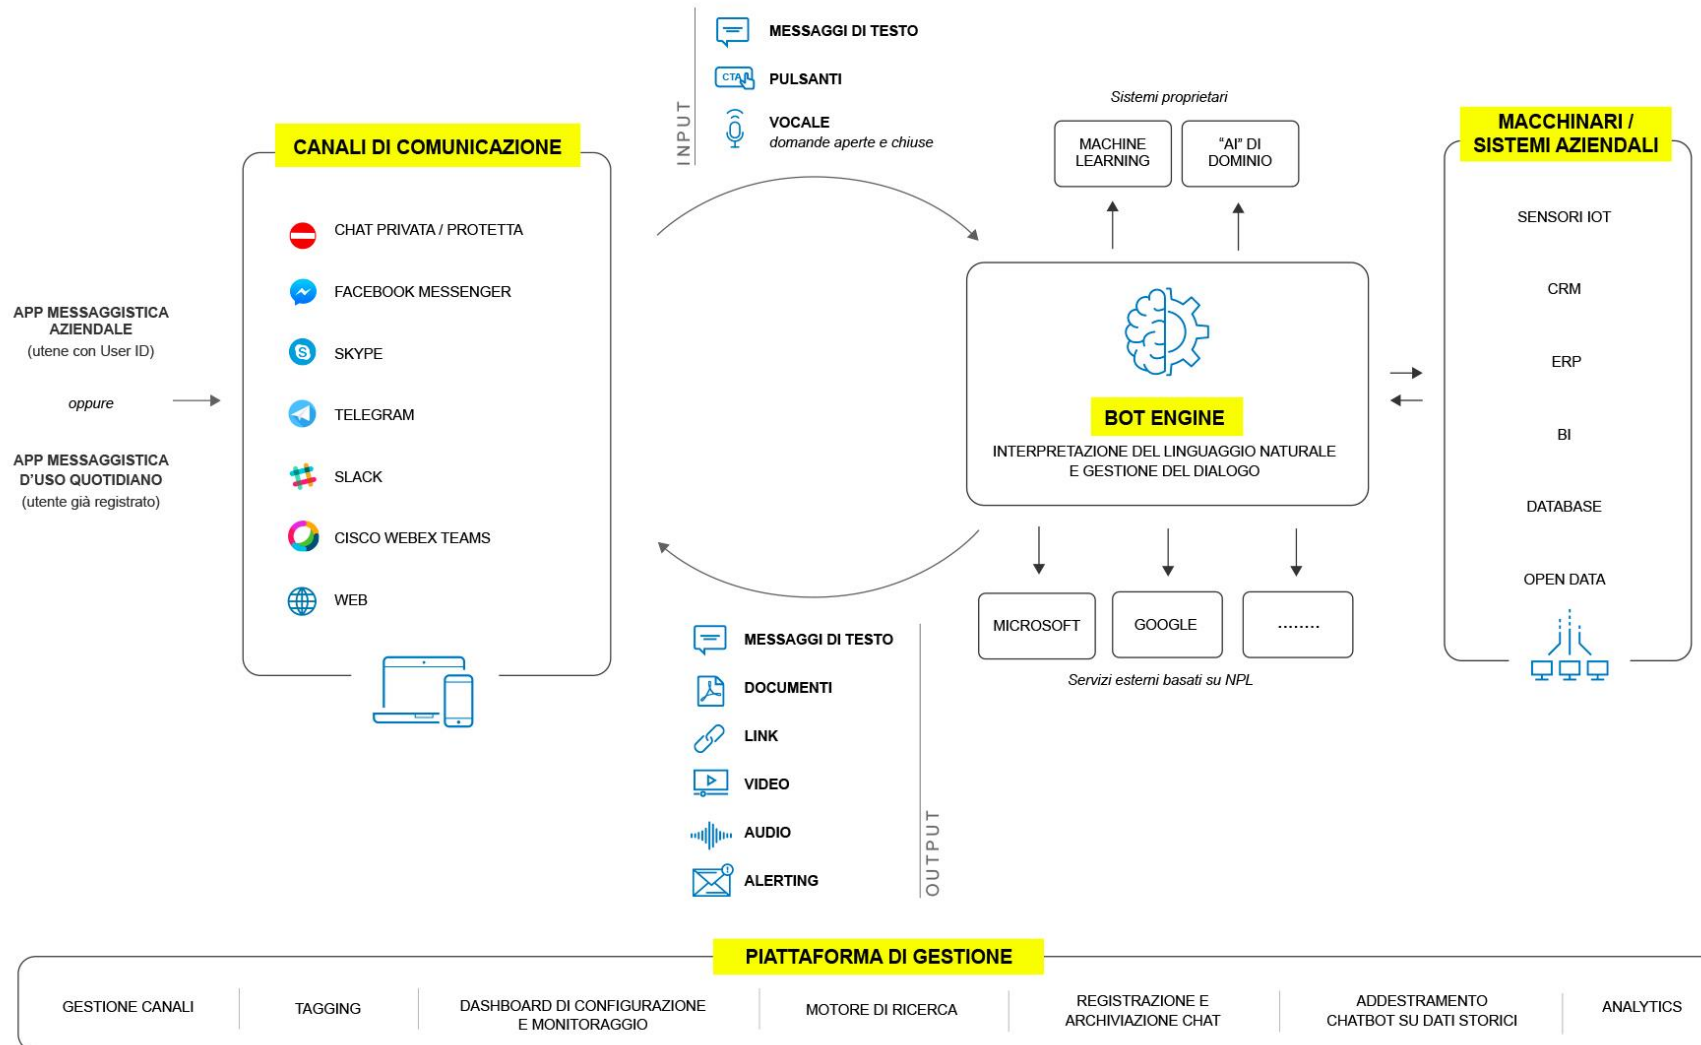 MESSAGGI DI TESTO
CTA
PULSANTI
VOCALE
domande aperte e chiuse
INPUT
CANALI DI COMUNICAZIONE
CHAT PRIVATA / PROTETTA
FACEBOOK MESSENGER
SKYPE
TELEGRAM
SLACK
CISCO WEBEX TEAMS
WEB
APP MESSAGGISTICA
AZIENDALE
(utene con User ID)
oppure
APP MESSAGGISTICA
D'USO QUOTIDIANO
(utente già registrato)
Sistemi proprietari
MACHINE
LEARNING
“AI” DI
DOMINIO
BOT ENGINE
INTERPRETAZIONE DEL LINGUAGGIO NATURALE
E GESTIONE DEL DIALOGO
MICROSOFT
GOOGLE
........
Servizi esterni basati su NPL
MACCHINARI /
SISTEMI AZIENDALI
SENSORI IOT
CRM
ERP
BI
DATABASE
OPEN DATA
MESSAGGI DI TESTO
DOCUMENTI
LINK
VIDEO
AUDIO
ALERTING
OUTPUT
PIATTAFORMA DI GESTIONE
GESTIONE CANALI
TAGGING
DASHBOARD DI CONFIGURAZIONE
E MONITORAGGIO
MOTORE DI RICERCA
REGISTRAZIONE E
ARCHIVIAZIONE CHAT
ADDESTRAMENTO
CHATBOT SU DATI STORICI
ANALYTICS